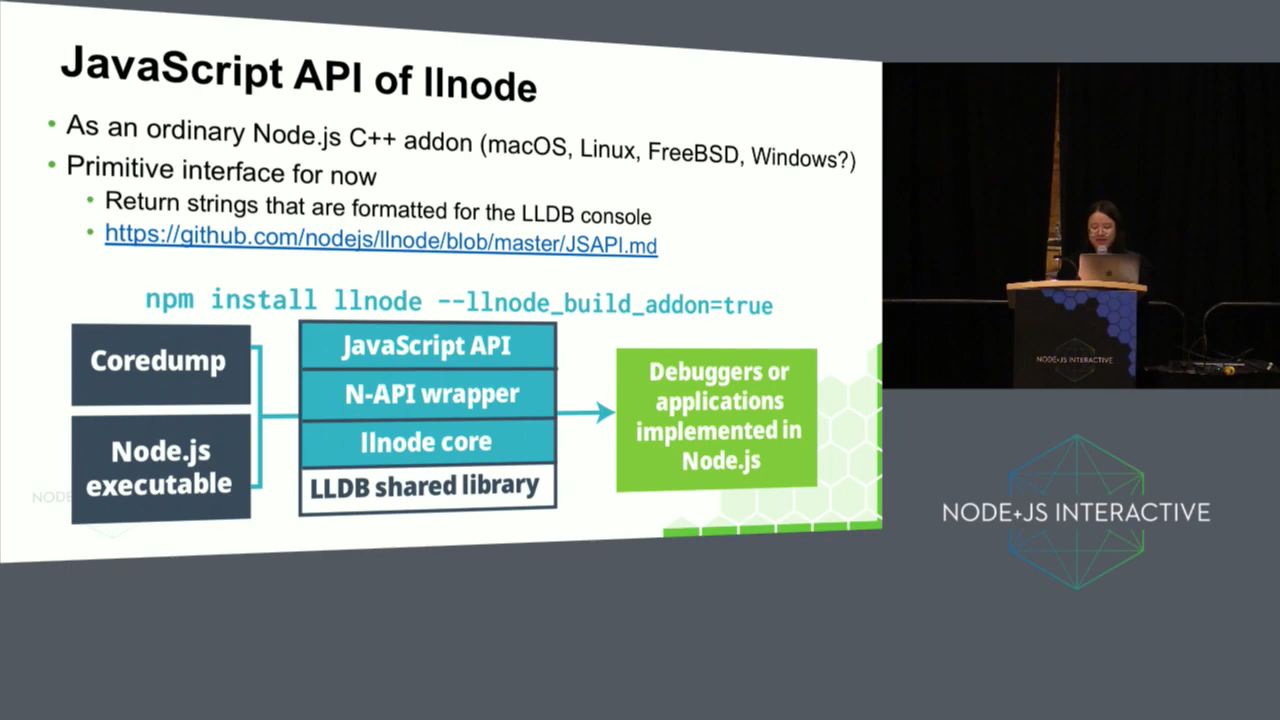 JavaScript API of llnode
• As an ordinary Node.js C++ addon (macOS, Linux, FreeBSD, Windows?)
• Primitive interface for now
• Return strings that are formatted for the LLDB console
• https://github.com/nodejs/llnode/blob/master/JSAPI.md
npm install llnode --llnode_build_addon=true
Coredump
Node.js
executable
JavaScript API
N-API wrapper
llnode core
LLDB shared library
Debuggers or
applications
implemented in
Node.js
NODE
NODE+JS INTERACTIVE
NODE+JS INTERACTIVE